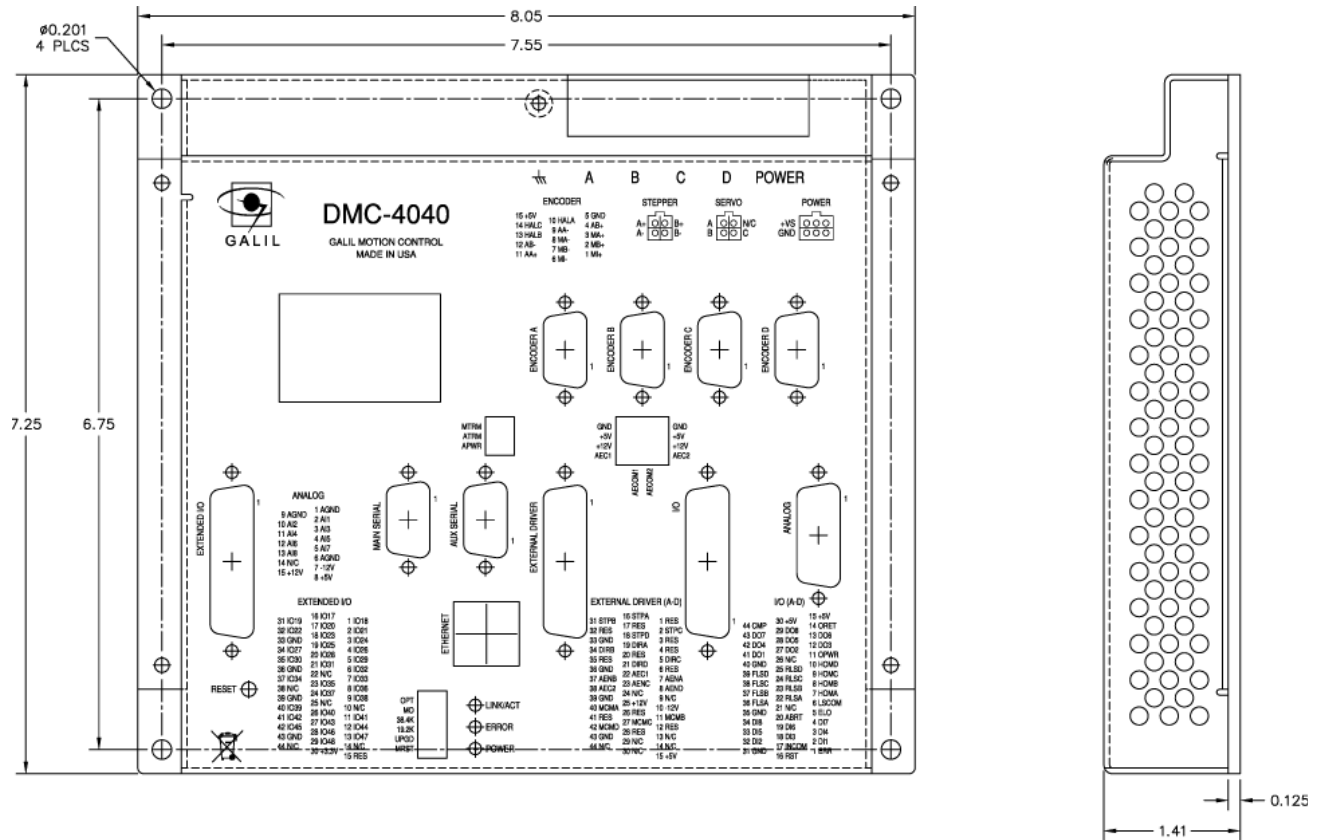 8.05
ø0.201
4 PLCS
7.55
7.25
6.75
A B C D POWER
GALIL
DMC-4040
GALIL MOTION CONTROL
MADE IN USA
ENCODER
15 +5V
14 HALC
13 HALB
12 AB-
11 AA+
10 HALA
9 AA-
8 MA-
7 MB-
6 MI-
5 GND
4 AB+
3 MA+
2 MB+
1 MI+
STEPPER
A+ B+
A- B-
SERVO
A N/C
B C
POWER
+VS
GND
ENCODER A
1
ENCODER B
1
ENCODER C
1
ENCODER D
1
MTRM
ATRM
APWR
GND
+5V
+12V
AEC1
GND
+5V
+12V
AEC2
AECOM1
AECOM2
EXTENDED I/O
1
ANALOG
9 AGND
10 AI2
11 AI4
12 AI6
13 AI8
14 N/C
15 +12V
1 AGND
2 AI1
3 AI3
4 AI5
5 AI7
6 AGND
7 -12V
8 +5V
MAIN SERIAL
1
AUX SERIAL
1
EXTERNAL DRIVER
1
I/O
1
ANALOG
1
EXTENDED I/O
31 IO19
32 IO22
33 GND
34 IO27
35 IO30
36 GND
37 IO34
38 N/C
39 GND
40 IO39
41 IO42
42 IO45
43 GND
44 N/C
16 IO17
17 IO20
18 IO23
19 IO25
20 IO28
21 IO31
22 N/C
23 IO35
24 IO37
25 N/C
26 IO40
27 IO43
28 IO46
29 IO48
30 +3.3V
1 IO18
2 IO21
3 IO24
4 IO26
5 IO29
6 IO32
7 IO33
8 IO36
9 IO38
10 N/C
11 IO41
12 IO44
13 IO47
14 N/C
15 RES
RESET
ETHERNET
OPT
MO
38.4K
19.2K
UPGD
MRST
LINK/ACT
ERROR
POWER
EXTERNAL DRIVER (A-D)
31 STPB
32 RES
33 GND
34 DIRB
35 RES
36 GND
37 AENB
38 AEC2
39 GND
40 MCMA
41 RES
42 MCMD
43 GND
44 N/C
16 STPA
17 RES
18 STPD
19 DIRA
20 RES
21 DIRD
22 AEC1
23 AENC
24 N/C
25 +12V
26 RES
27 MCMC
28 RES
29 N/C
30 N/C
1 RES
2 STPC
3 RES
4 RES
5 DIRC
6 RES
7 AENA
8 AEND
9 N/C
10 -12V
11 MCMB
12 RES
13 N/C
14 N/C
15 +5V
I/O (A-D)
44 CMP
43 DO7
42 DO4
41 DO1
40 GND
39 FLSD
38 FLSC
37 FLSB
36 FLSA
35 GND
34 DI8
33 DI5
32 DI2
31 GND
30 +5V
29 DO8
28 DO5
27 DO2
26 N/C
25 RLSD
24 RLSC
23 RLSB
22 RLSA
21 N/C
20 ABRT
19 DI6
18 DI3
17 INCOM
16 RST
15 +5V
14 ORET
13 DO6
12 DO3
11 OPWR
10 HOMD
9 HOMC
8 HOMB
7 HOMA
6 LSCOM
5 ELO
4 DI7
3 DI4
2 DI1
1 ERR
0.125
1.41